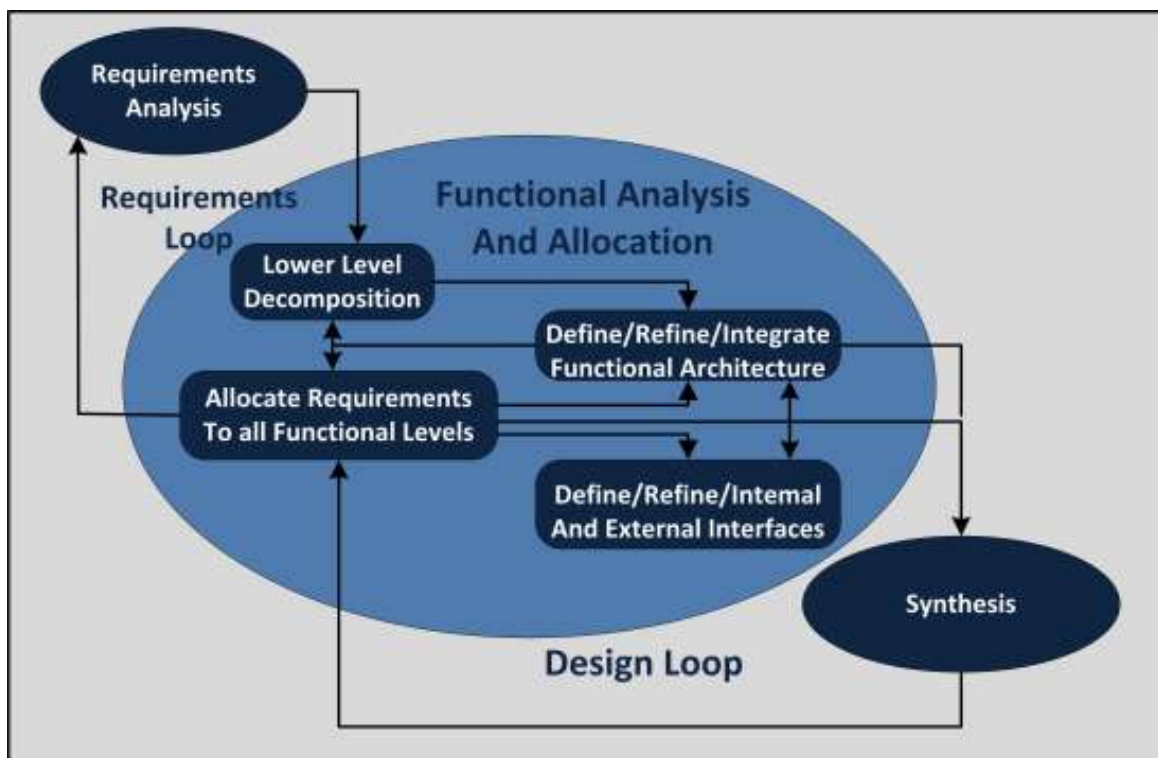 Requirements
Analysis
Requirements
Loop
Functional Analysis
And Allocation
Lower Level
Decomposition
Define/Refine/Integrate
Functional Architecture
Allocate Requirements
To all Functional Levels
Define/Refine/Intemal
And External Interfaces
Synthesis
Design Loop